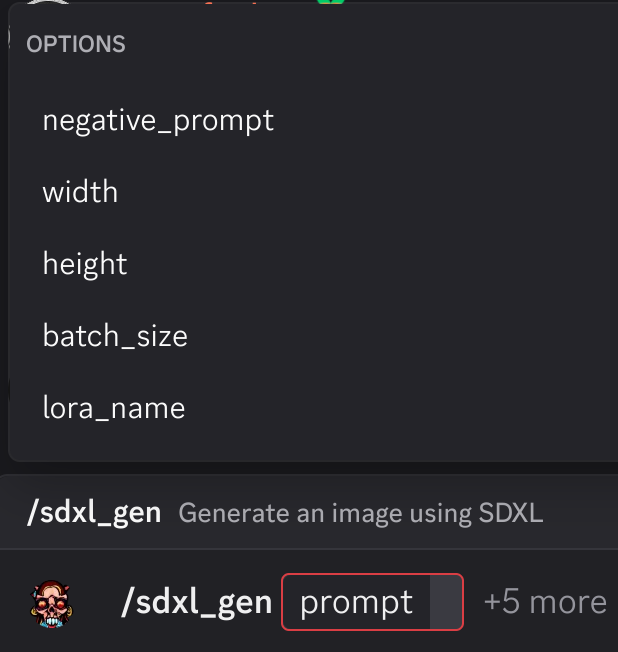 OPTIONS
negative_prompt
width
height
batch_size
lora_name
/sdxl_gen Generate an image using SDXL
/sdxl_gen prompt +5 more